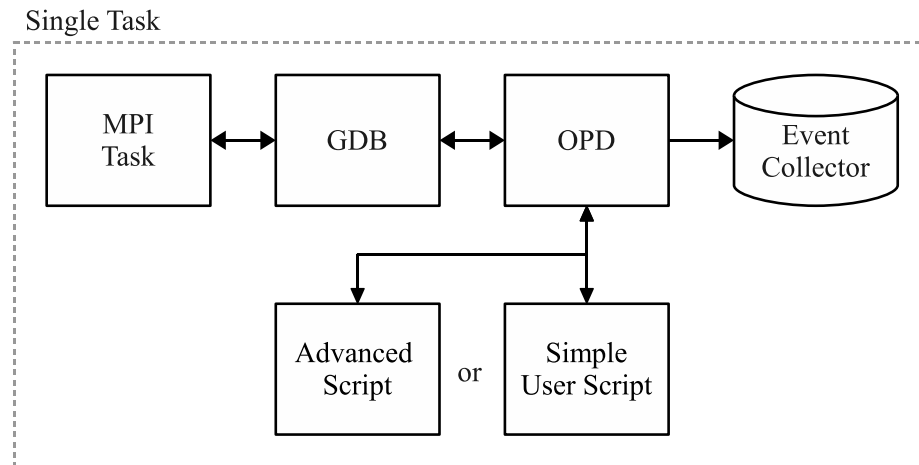 Single Task
MPI
Task
GDB
OPD
Event
Collector
Advanced
Script
or
Simple
User Script